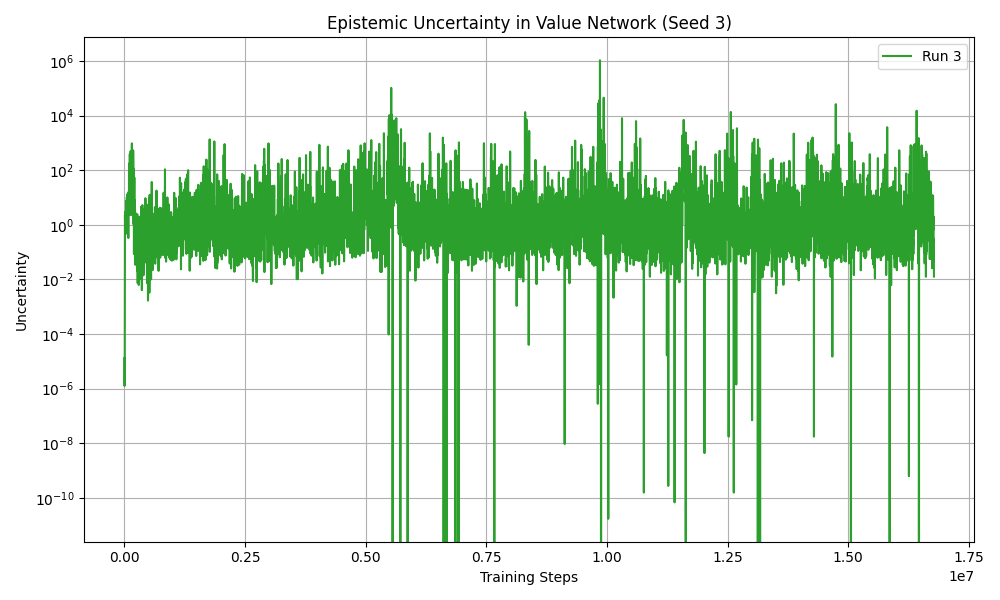 Epistemic Uncertainty in Value Network (Seed 3)
Run 3
Uncertainty
10^6
10^4
10^2
10^0
10^-2
10^-4
10^-6
10^-8
10^-10
0.00 0.25 0.50 0.75 1.00 1.25 1.50 1.75
1e7
Training Steps